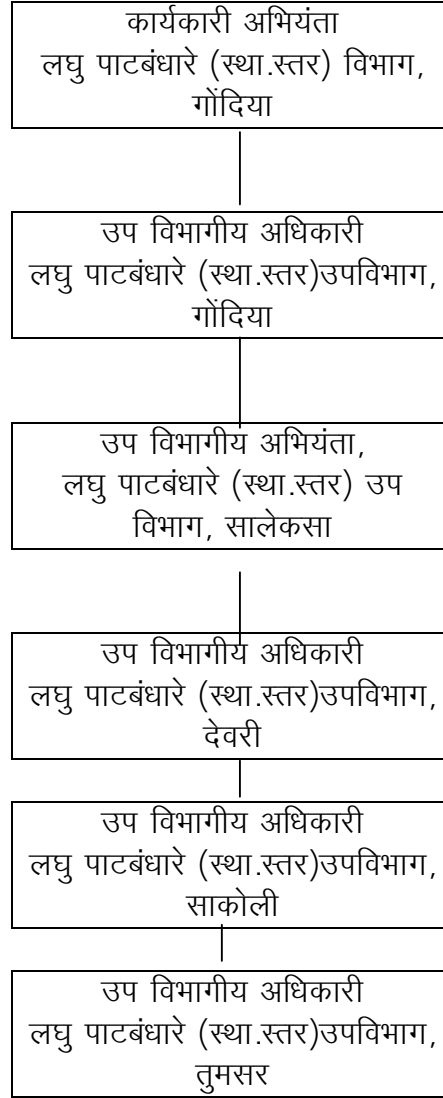 कार्यकारी अभियंता
लघु पाटबंधारे (स्था.स्तर) विभाग,
गोंदिया
उप विभागीय अधिकारी
लघु पाटबंधारे (स्था.स्तर)उपविभाग,
गोंदिया
उप विभागीय अभियंता,
लघु पाटबंधारे (स्था.स्तर) उप
विभाग, सालेकसा
उप विभागीय अधिकारी
लघु पाटबंधारे (स्था.स्तर)उपविभाग,
देवरी
उप विभागीय अधिकारी
लघु पाटबंधारे (स्था.स्तर)उपविभाग,
साकोली
उप विभागीय अधिकारी
लघु पाटबंधारे (स्था.स्तर)उपविभाग,
तुमसर